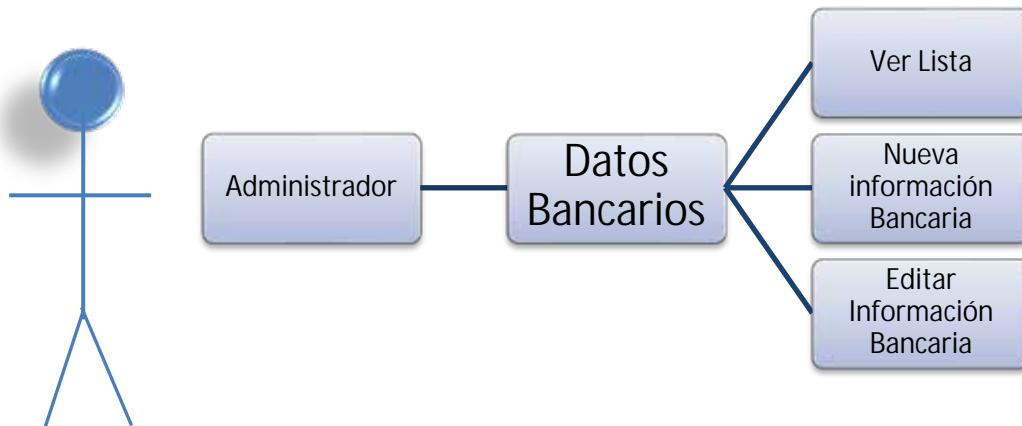 Administrador
Datos
Bancarios
Ver Lista
Nueva
información
Bancaria
Editar
Información
Bancaria